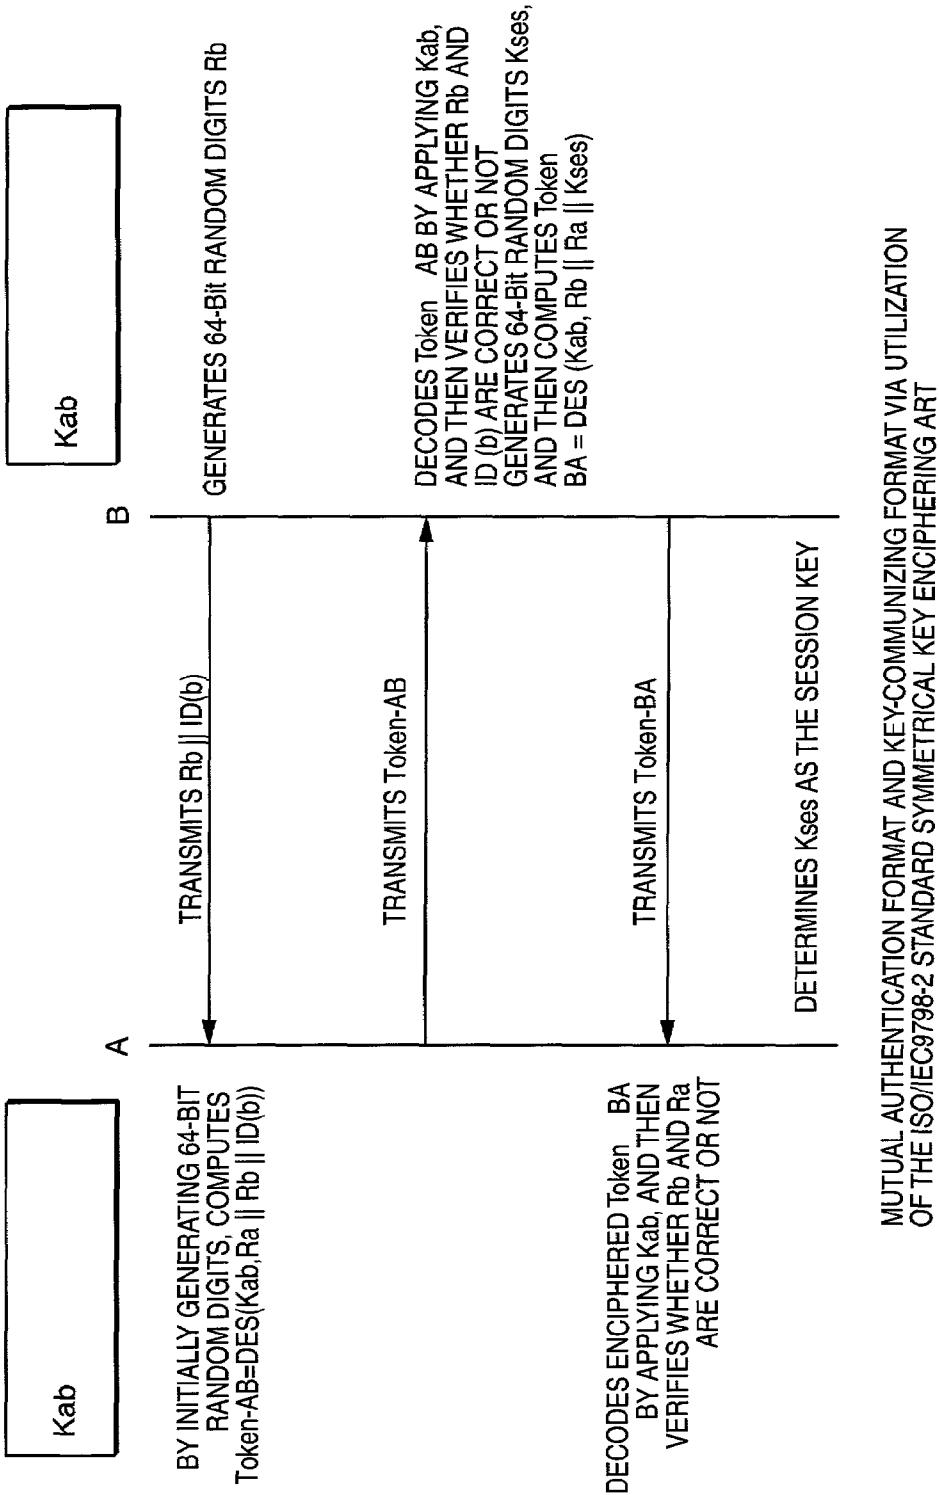 Kab
Kab
A
B
GENERATES 64-Bit RANDOM DIGITS Rb
TRANSMITS Rb || ID(b)
BY INITIALLY GENERATING 64-BIT
RANDOM DIGITS, COMPUTES
Token-AB=DES(Kab,Ra || Rb || ID(b))
TRANSMITS Token-AB
DECODES Token AB BY APPLYING Kab,
AND THEN VERIFIES WHETHER Rb AND
ID (b) ARE CORRECT OR NOT
GENERATES 64-Bit RANDOM DIGITS Kses,
AND THEN COMPUTES Token
BA = DES (Kab, Rb || Ra || Kses)
TRANSMITS Token-BA
DECODES ENCIPHERED Token BA
BY APPLYING Kab, AND THEN
VERIFIES WHETHER Rb AND Ra
ARE CORRECT OR NOT
DETERMINES Kses AS THE SESSION KEY
MUTUAL AUTHENTICATION FORMAT AND KEY-COMMUNIZING FORMAT VIA UTILIZATION
OF THE ISO/IEC9798-2 STANDARD SYMMETRICAL KEY ENCIPHERING ART